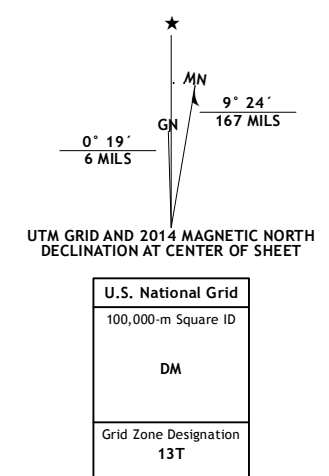 MN
9° 24´
167 MILS
GN
0° 19´
6 MILS
UTM GRID AND 2014 MAGNETIC NORTH
DECLINATION AT CENTER OF SHEET
U.S. National Grid
100,000-m Square ID
DM
Grid Zone Designation
13T